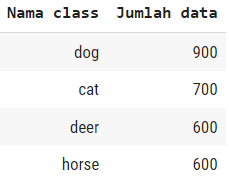 Nama class Jumlah data
dog 900
cat 700
deer 600
horse 600